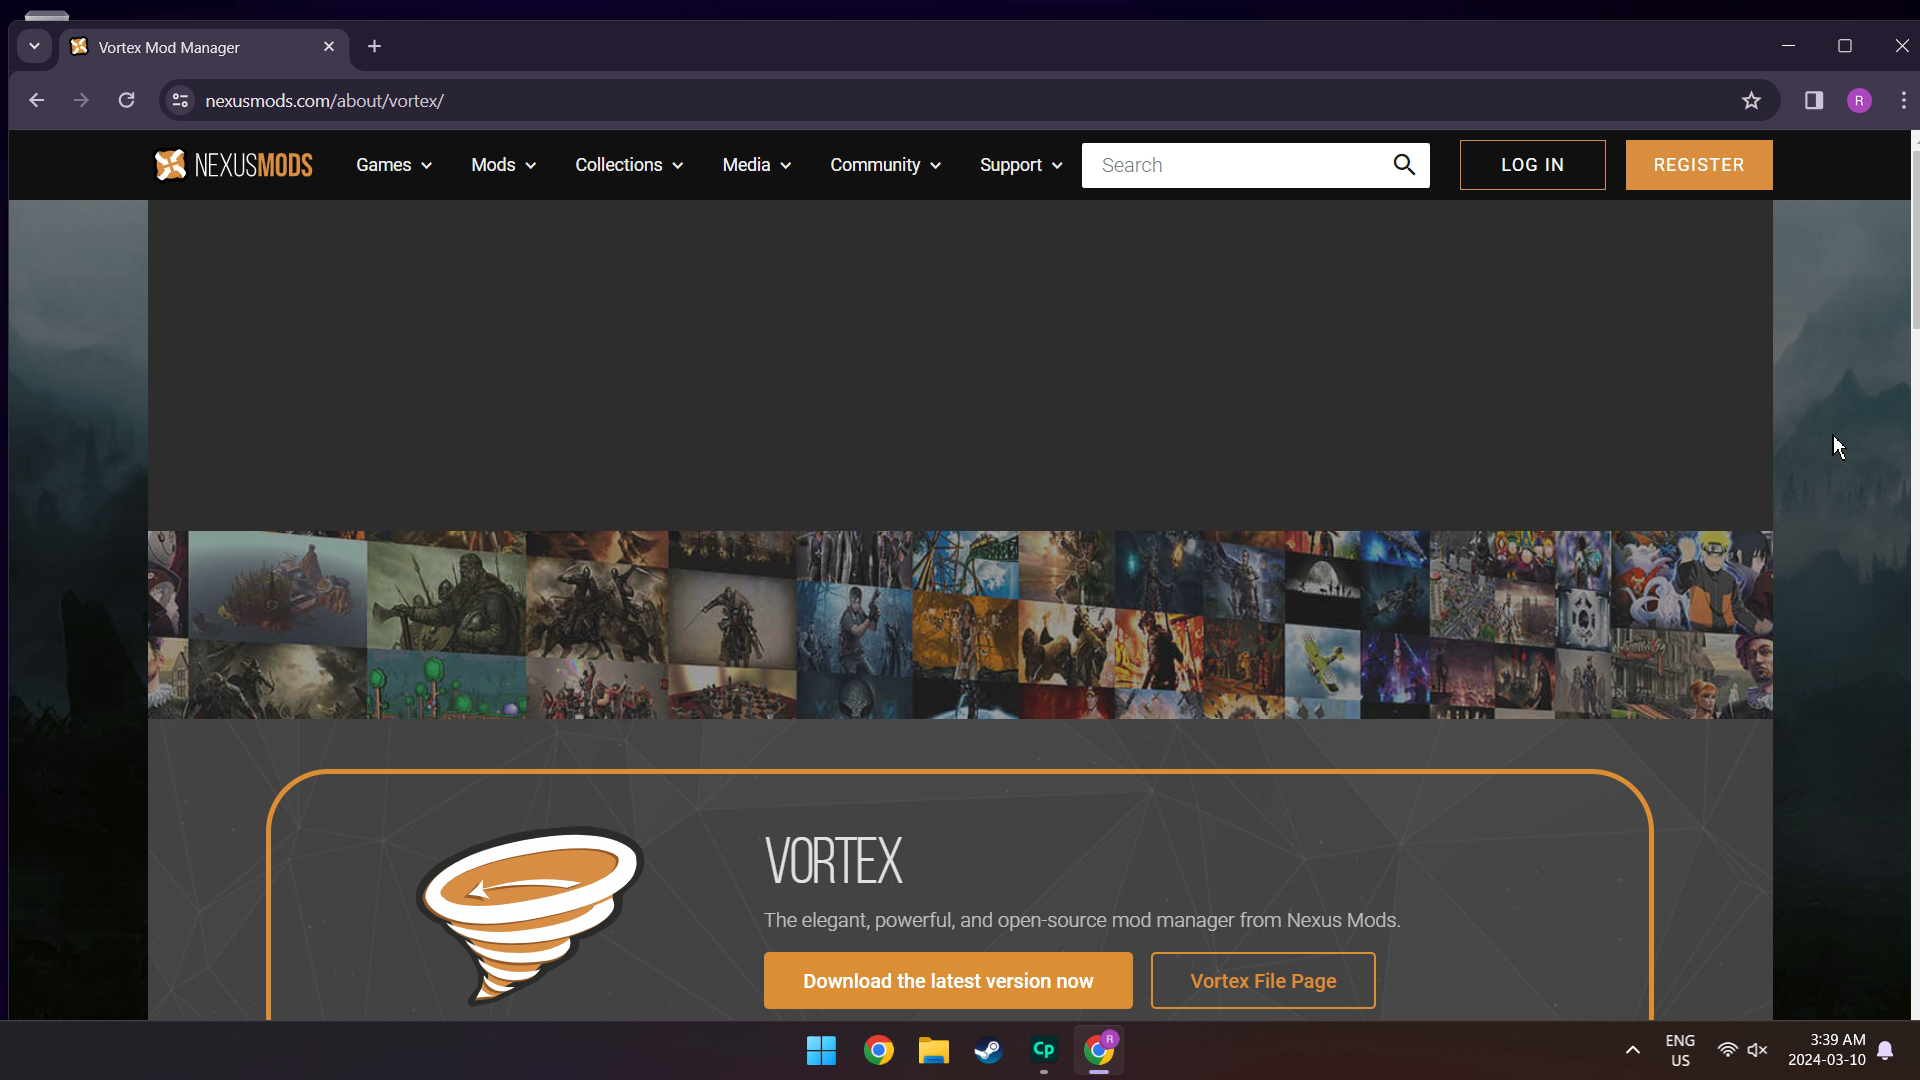 Vortex Mod Manager
nexusmods.com/about/vortex/
R
NEXUSMODS
Games
Mods
Collections
Media
Community
Support
Search
LOG IN
REGISTER
VORTEX
The elegant, powerful, and open-source mod manager from Nexus Mods.
Download the latest version now
Vortex File Page
Cp
R
ENG
US
3:39 AM
2024-03-10